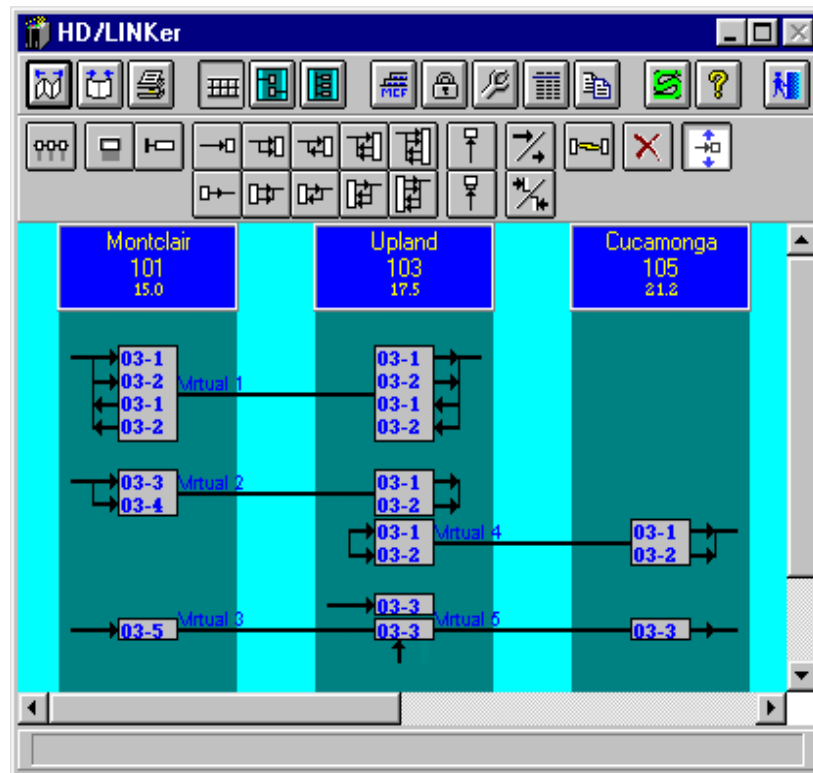 HD/LINKer
MCP
?
Montclair
101
15.0
Upland
103
17.5
Cucamonga
105
21.2
03-1
03-2
03-1
03-2
Virtual 1
03-1
03-2
03-1
03-2
03-3
03-4
Virtual 2
03-1
03-2
03-1
03-2
Virtual 4
03-1
03-2
03-5
Virtual 3
03-3
03-3
Virtual 5
03-3